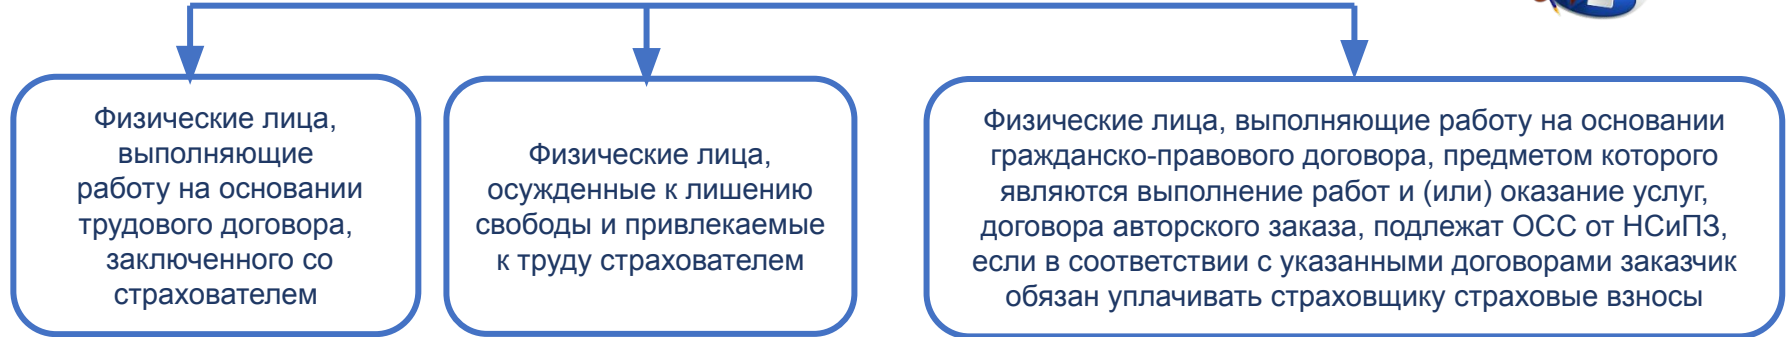 Физические лица,
выполняющие
работу на основании
трудового договора,
заключенного со
страхователем
Физические лица,
осужденные к лишению
свободы и привлекаемые
к труду страхователем
Физические лица, выполняющие работу на основании
гражданско-правового договора, предметом которого
являются выполнение работ и (или) оказание услуг,
договора авторского заказа, подлежат ОСС от НСиПЗ,
если в соответствии с указанными договорами заказчик
обязан уплачивать страховщику страховые взносы